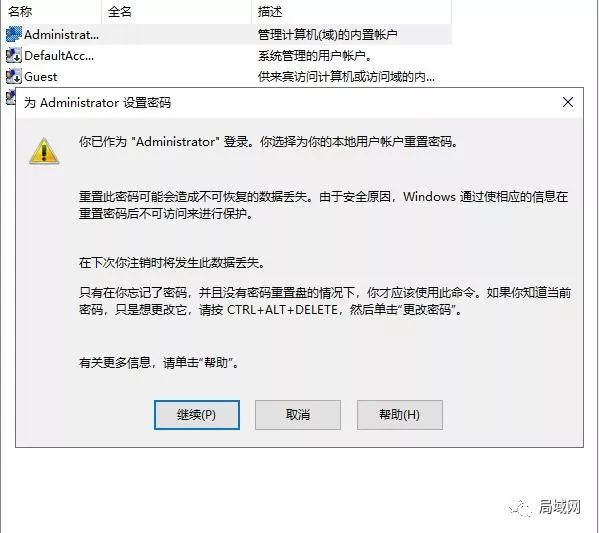 名称 全名 描述
Administrat... 管理计算机(域)的内置帐户
DefaultAcc... 系统管理的用户帐户。
Guest 供来宾访问计算机或访问域的内...
为 Administrator 设置密码
你已作为 "Administrator" 登录。你选择为你的本地用户帐户重置密码。
重置此密码可能会造成不可恢复的数据丢失。由于安全原因，Windows 通过使相应的信息在
重置密码后不可访问来进行保护。
在下次你注销时将发生此数据丢失。
只有在你忘记了密码，并且没有密码重置盘的情况下，你才应该使用此命令。如果你知道当前
密码，只是想更改它，请按 CTRL+ALT+DELETE，然后单击“更改密码”。
有关更多信息，请单击“帮助”。
继续(P) 取消 帮助(H)
局域网